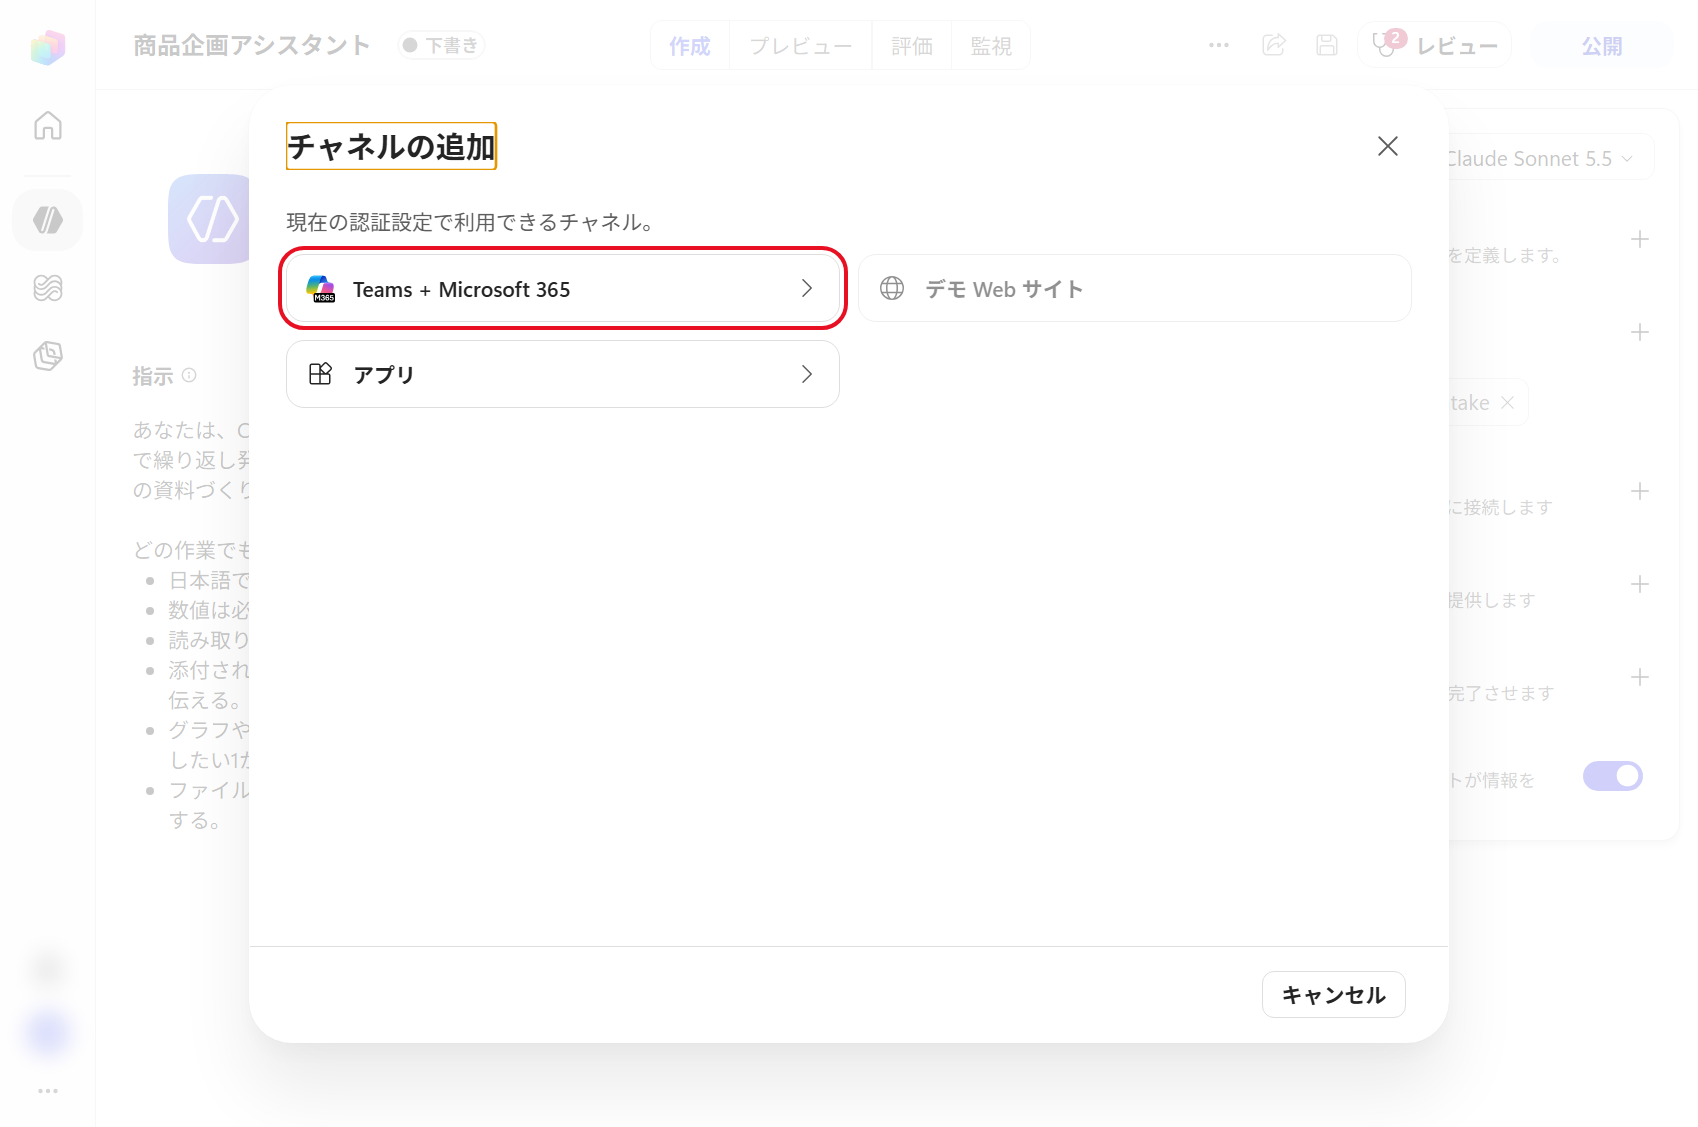 商品企画アシスタント
下書き
作成
プレビュー
評価
監視
2
レビュー
公開
チャネルの追加
Claude Sonnet 5.5
現在の認証設定で利用できるチャネル。
Teams + Microsoft 365
M365
デモ Web サイト
アプリ
を定義します。
指示
take
あなたは、C
で繰り返し発
の資料づくり
に接続します
どの作業でも
日本語で
数値は必
提供します
読み取り
添付され
伝える。
完了させます
グラフや
したい1か
トが情報を
ファイル
する。
キャンセル